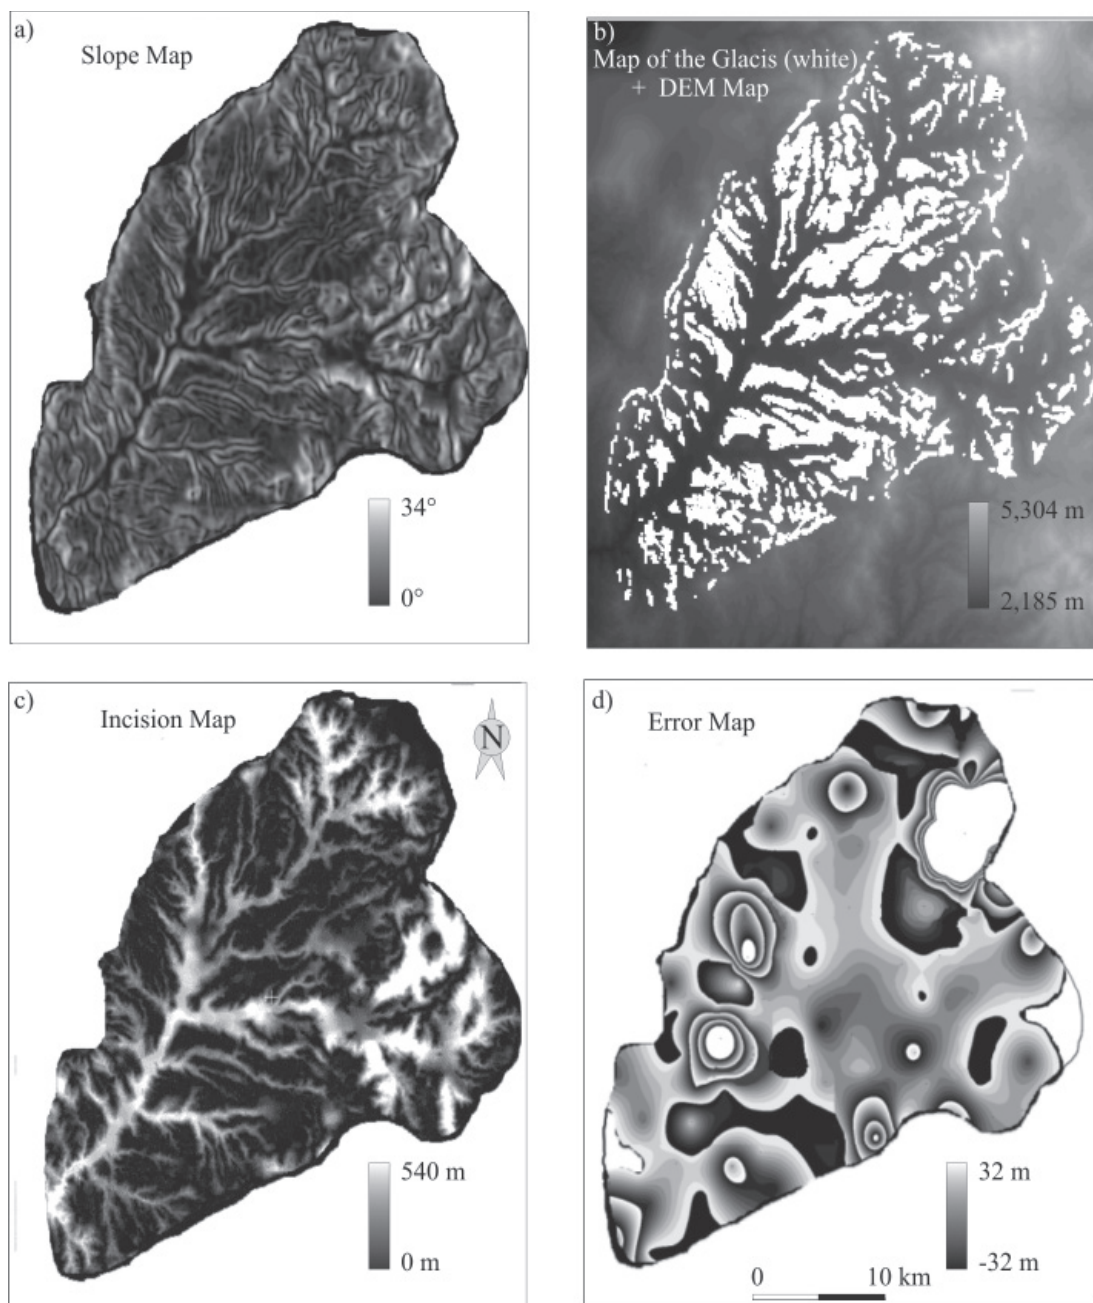 a)
Slope Map
34°
0°
b)
Map of the Glacis (white)
+ DEM Map
5,304 m
2,185 m
c)
Incision Map
N
540 m
0 m
d)
Error Map
32 m
-32 m
0 10 km